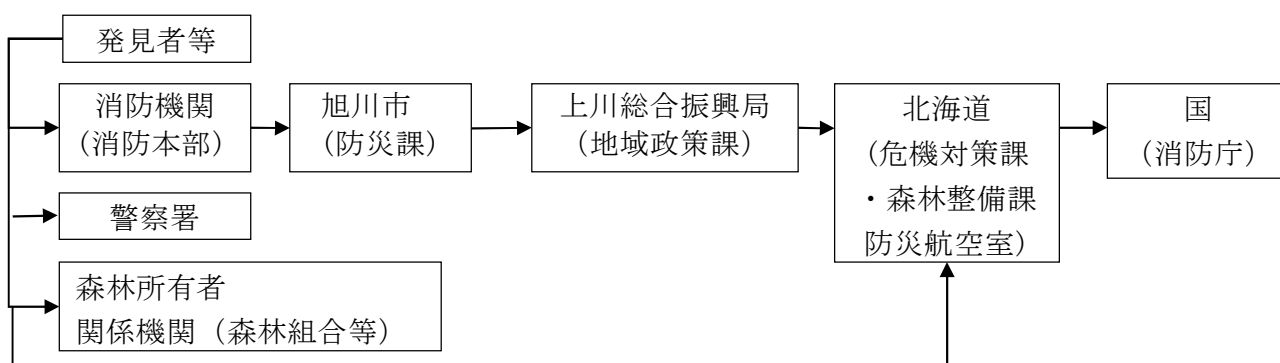 発見者等
消防機関
（消防本部）
旭川市
（防災課）
上川総合振興局
（地域政策課）
北海道
（危機対策課
・森林整備課
防災航空室）
国
（消防庁）
警察署
森林所有者
関係機関（森林組合等）